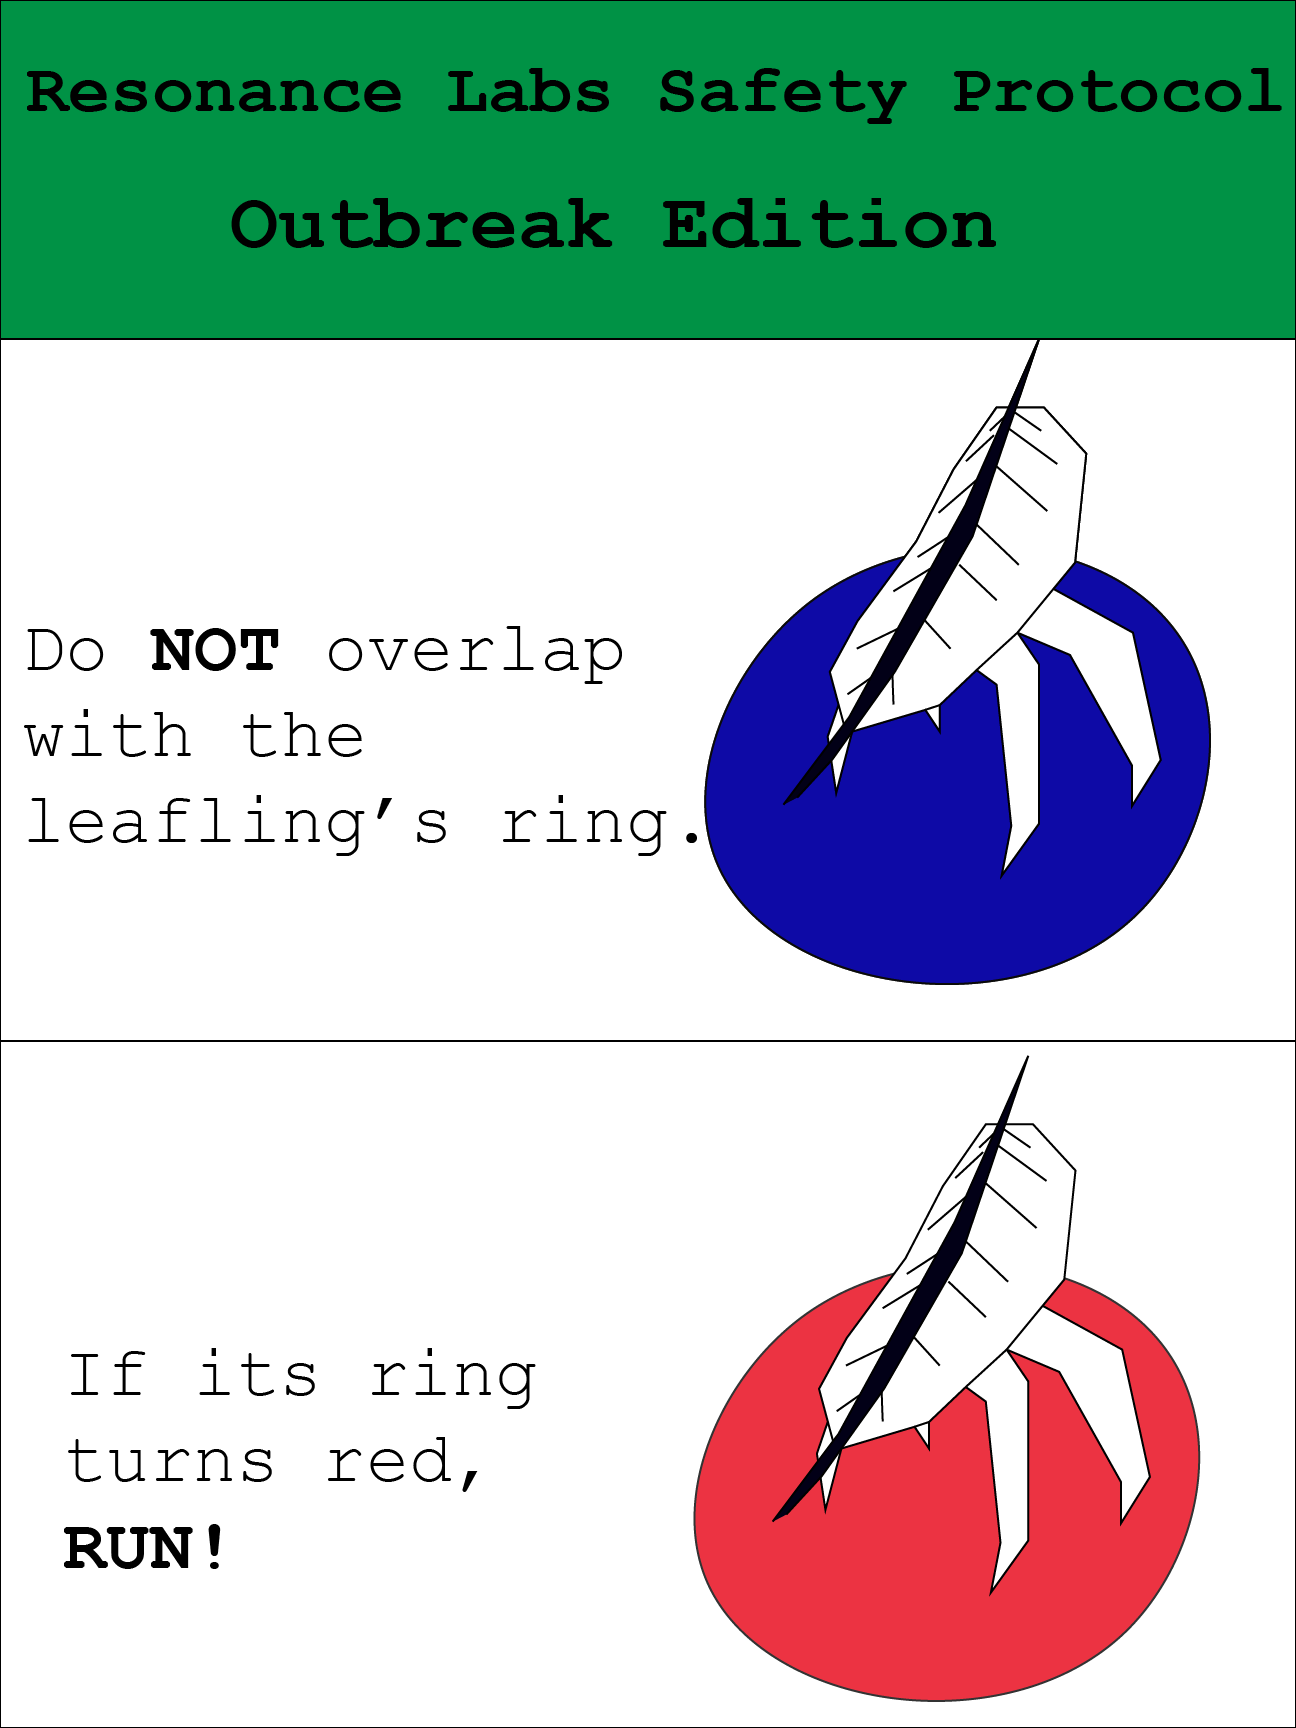 Resonance Labs Safety Protocol
Outbreak Edition
Do NOT overlap
with the
leafling’s ring.
If its ring
turns red,
RUN!